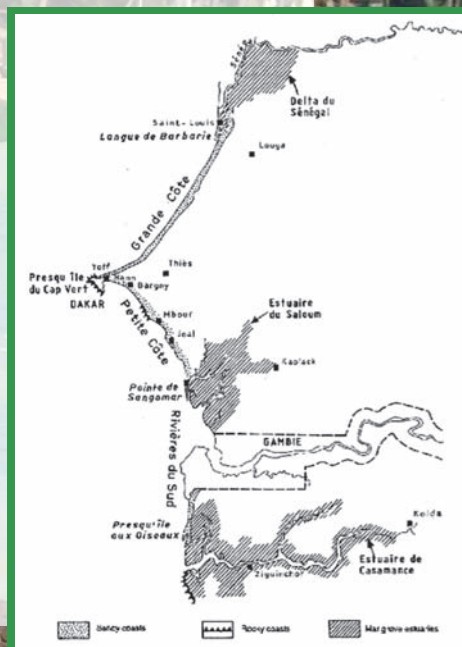 Sénégal
Delta du
Sénégal
Saint-Louis
Langue de Barbarie
Louga
Grande Côte
Yoff
Hann
Thiès
Presqu'île
du Cap Vert
Bargny
DAKAR
Petite Côte
Mbour
Joal
Estuaire
du Saloum
Kaolack
Pointe de
Sangomar
Rivières du Sud
GAMBIE
Presqu'île
aux Oiseaux
Kolda
Estuaire de
Casamance
Ziguinchor
Sandy coasts
Rocky coasts
Mangrove estuaries